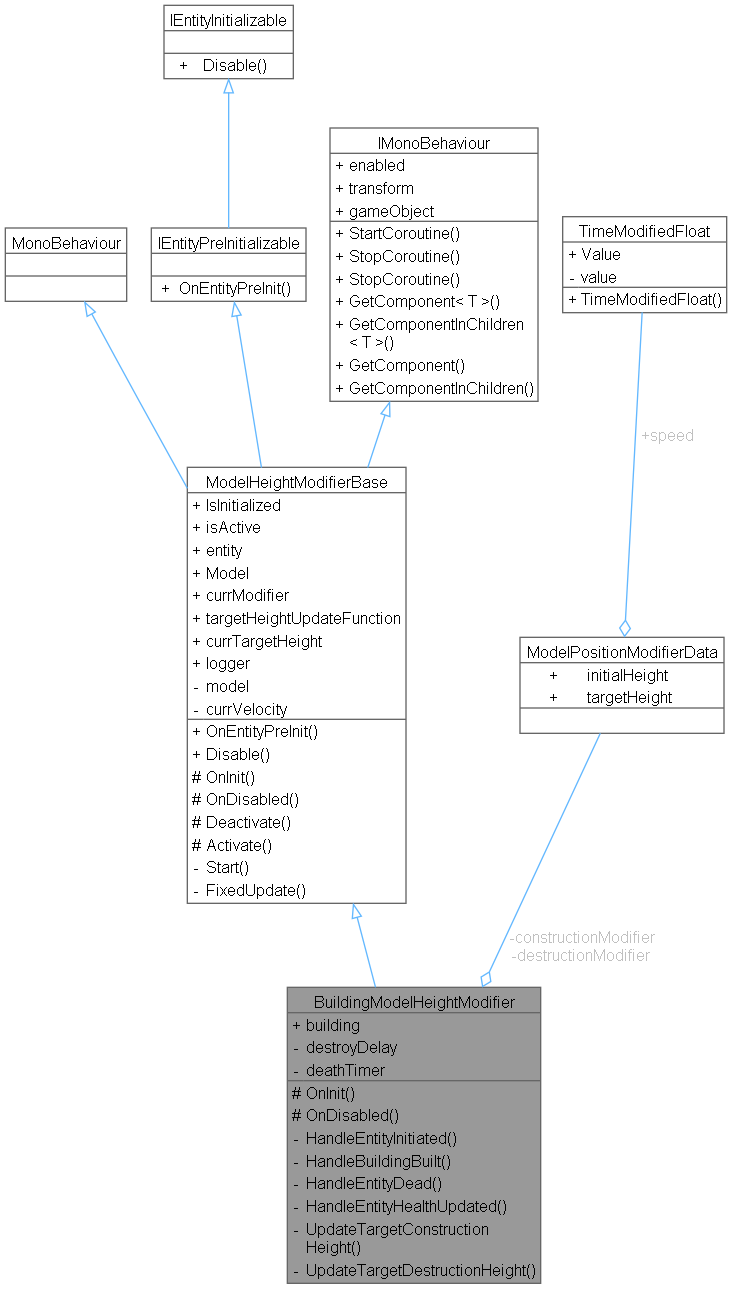 IEntityInitializable
+ Disable()
MonoBehaviour
IEntityPreInitializable
+ OnEntityPreInit()
IMonoBehaviour
+ enabled
+ transform
+ gameObject
+ StartCoroutine()
+ StopCoroutine()
+ StopCoroutine()
+ GetComponent< T >()
+ GetComponentInChildren
< T >()
+ GetComponent()
+ GetComponentInChildren()
TimeModifiedFloat
+ Value
- value
+ TimeModifiedFloat()
+speed
ModelHeightModifierBase
+ IsInitialized
+ isActive
+ entity
+ Model
+ currModifier
+ targetHeightUpdateFunction
+ currTargetHeight
+ logger
- model
- currVelocity
+ OnEntityPreInit()
+ Disable()
# OnInit()
# OnDisabled()
# Deactivate()
# Activate()
- Start()
- FixedUpdate()
ModelPositionModifierData
+ initialHeight
+ targetHeight
-constructionModifier
-destructionModifier
BuildingModelHeightModifier
+ building
- destroyDelay
- deathTimer
# OnInit()
# OnDisabled()
- HandleEntityInitiated()
- HandleBuildingBuilt()
- HandleEntityDead()
- HandleEntityHealthUpdated()
- UpdateTargetConstruction
Height()
- UpdateTargetDestructionHeight()